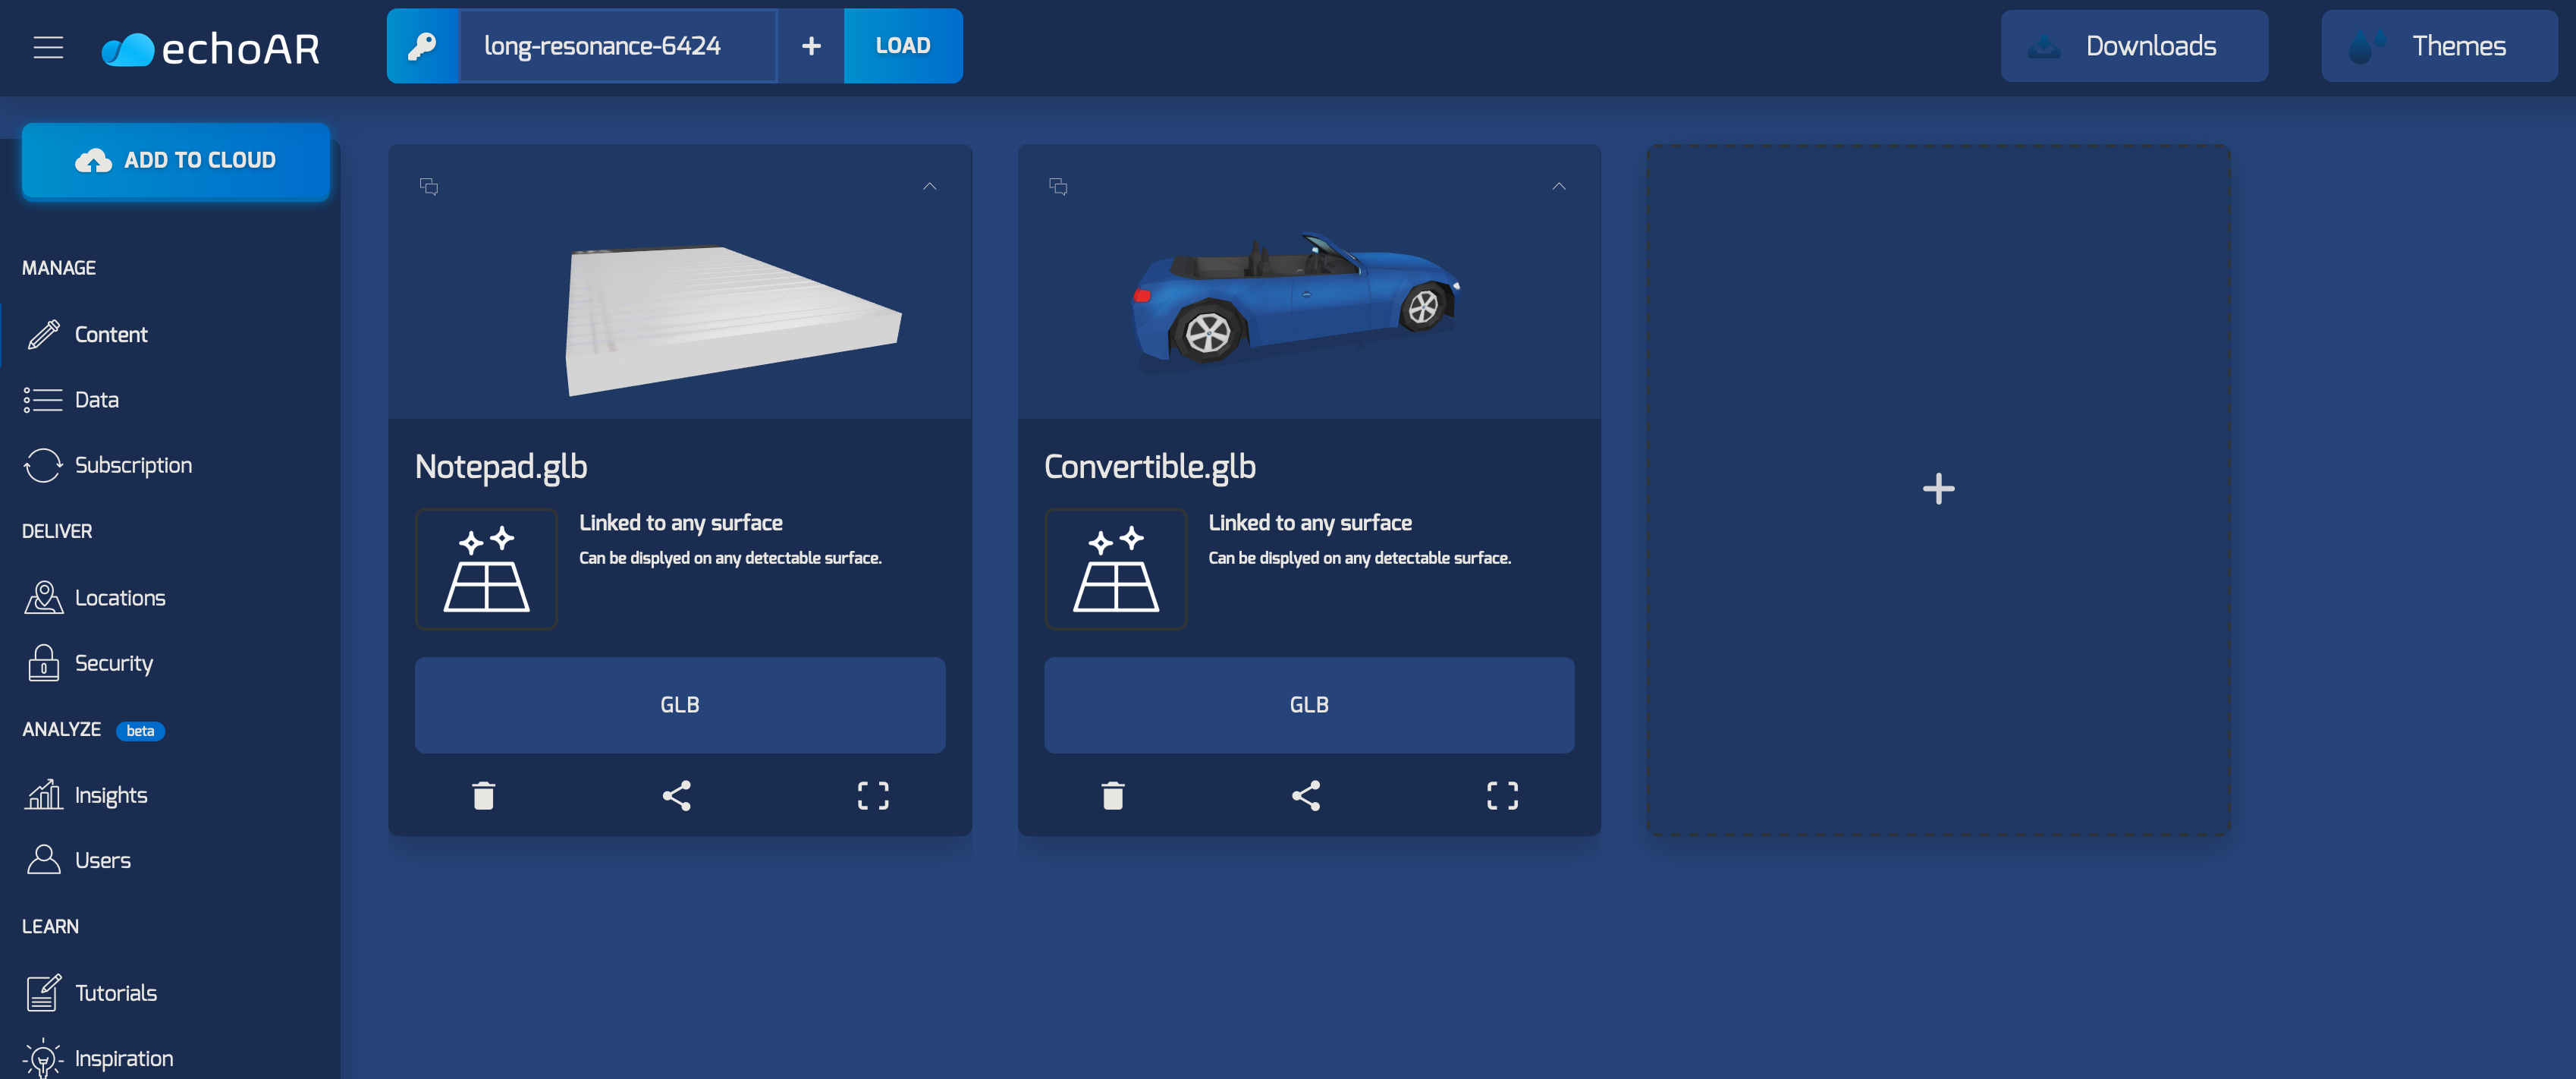 echoAR
long-resonance-6424
+
LOAD
Downloads
Themes
ADD TO CLOUD
MANAGE
Content
Data
Subscription
DELIVER
Locations
Security
ANALYZE beta
Insights
Users
LEARN
Tutorials
Inspiration
Notepad.glb
Linked to any surface
Can be displyed on any detectable surface.
GLB
Convertible.glb
Linked to any surface
Can be displyed on any detectable surface.
GLB
+